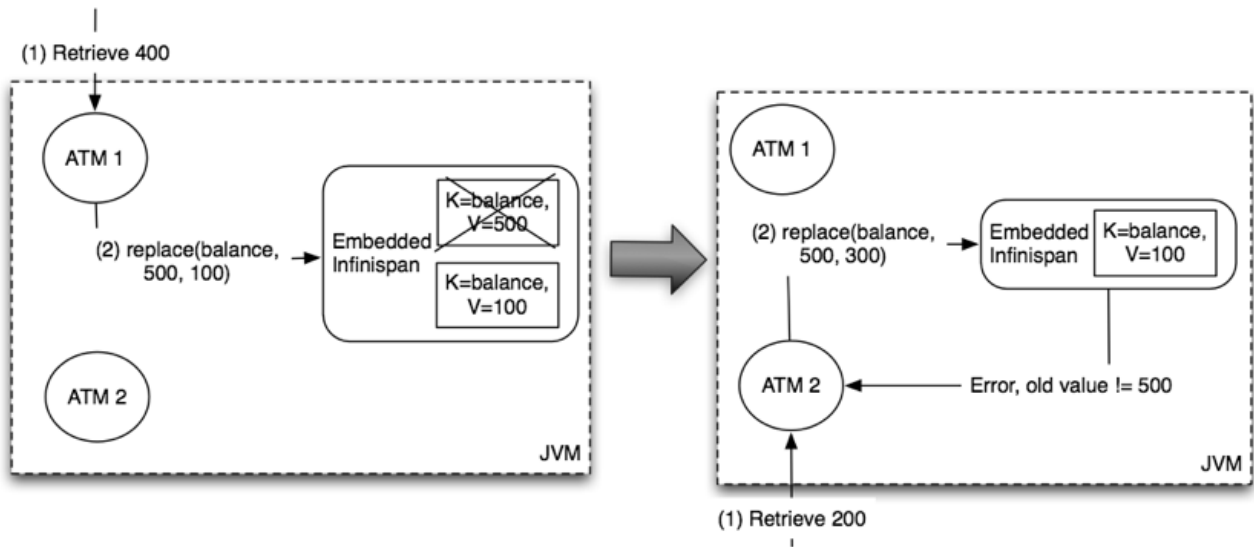 (1) Retrieve 400
ATM 1
(2) replace(balance,
500, 100)
Embedded
Infinispan
K=balance,
V=500
K=balance,
V=100
ATM 2
JVM
ATM 1
(2) replace(balance,
500, 300)
Embedded
Infinispan
K=balance,
V=100
ATM 2
Error, old value != 500
JVM
(1) Retrieve 200